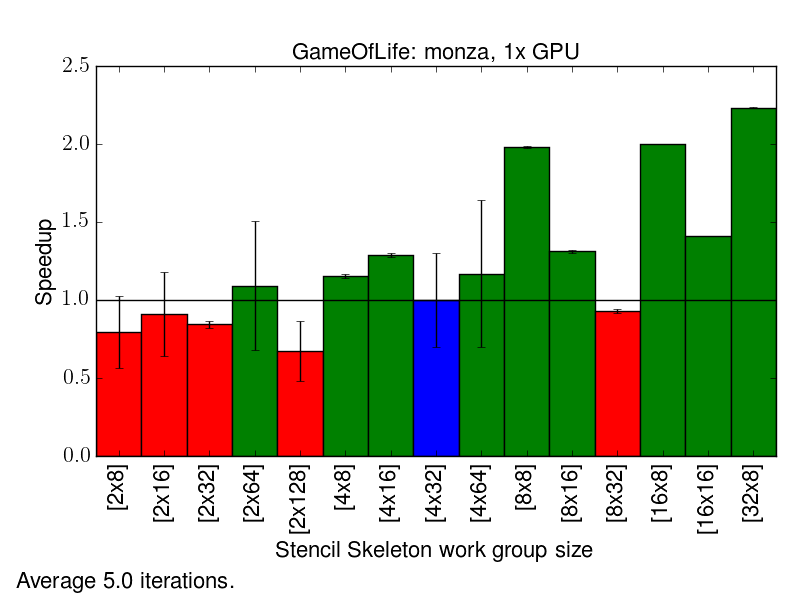 GameOfLife: monza, 1x GPU
2.5
2.0
1.5
1.0
0.5
0.0
Speedup
[2x8]
[2x16]
[2x32]
[2x64]
[2x128]
[4x8]
[4x16]
[4x32]
[4x64]
[8x8]
[8x16]
[8x32]
[16x8]
[16x16]
[32x8]
Stencil Skeleton work group size
Average 5.0 iterations.